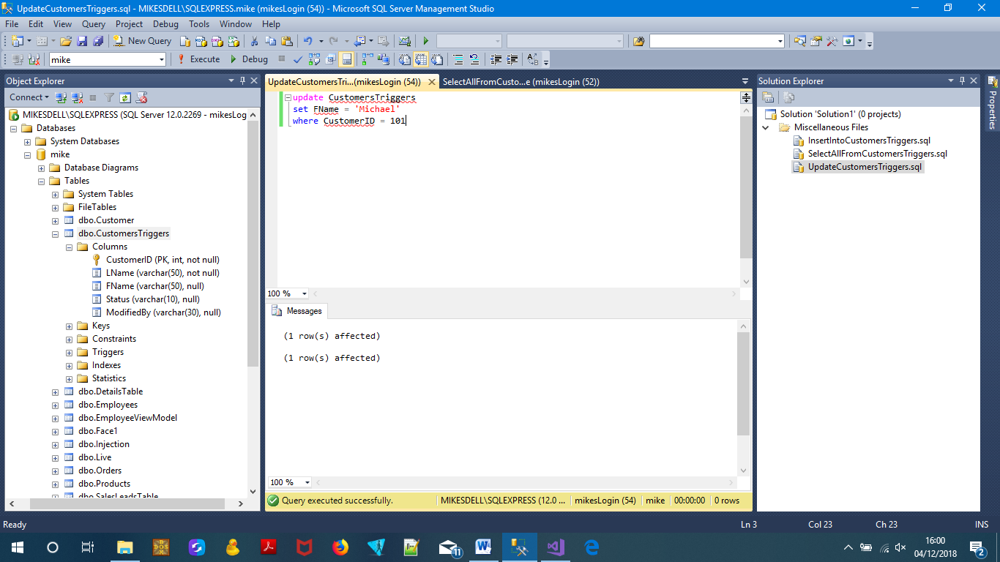 UpdateCustomersTriggers.sql - MIKESDELL\SQLEXPRESS.mike (mikesLogin (54)) - Microsoft SQL Server Management Studio
File Edit View Query Project Debug Tools Window Help
New Query
mike Execute Debug
Object Explorer
Connect
MIKESDELL\SQLEXPRESS (SQL Server 12.0.2269 - mikesLog
Databases
System Databases
mike
Database Diagrams
Tables
System Tables
FileTables
dbo.Customer
dbo.CustomersTriggers
Columns
CustomerID (PK, int, not null)
LName (varchar(50), not null)
FName (varchar(50), null)
Status (varchar(10), null)
ModifiedBy (varchar(30), null)
Keys
Constraints
Triggers
Indexes
Statistics
dbo.DetailsTable
dbo.Employees
dbo.EmployeeViewModel
dbo.Face1
dbo.Injection
dbo.Live
dbo.Orders
dbo.Products
dbo.SalesLeadsTable
UpdateCustomersTri...(mikesLogin (54)) SelectAllFromCusto...e (mikesLogin (52))
update CustomersTriggers
set FName = 'Michael'
where CustomerID = 101
100 %
Messages
(1 row(s) affected)
(1 row(s) affected)
100 %
Query executed successfully. MIKESDELL\SQLEXPRESS (12.0 ... mikesLogin (54) mike 00:00:00 0 rows
Solution Explorer
Solution 'Solution1' (0 projects)
Miscellaneous Files
InsertIntoCustomersTriggers.sql
SelectAllFromCustomersTriggers.sql
UpdateCustomersTriggers.sql
Properties
Ready Ln 3 Col 23 Ch 23 INS
DOS
11
16:00
04/12/2018
2